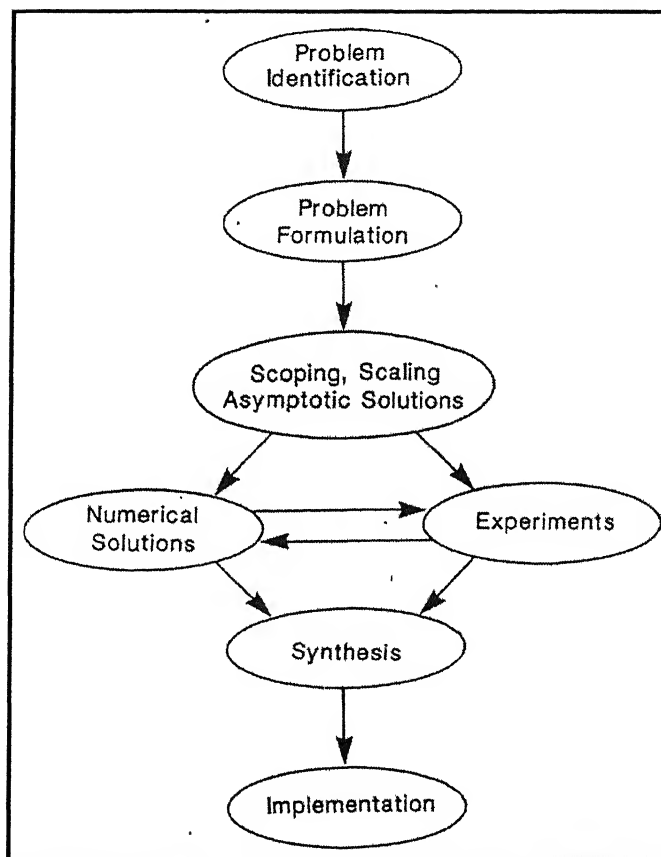 Problem
Identification
Problem
Formulation
Scoping, Scaling
Asymptotic Solutions
Numerical
Solutions
Experiments
Synthesis
Implementation